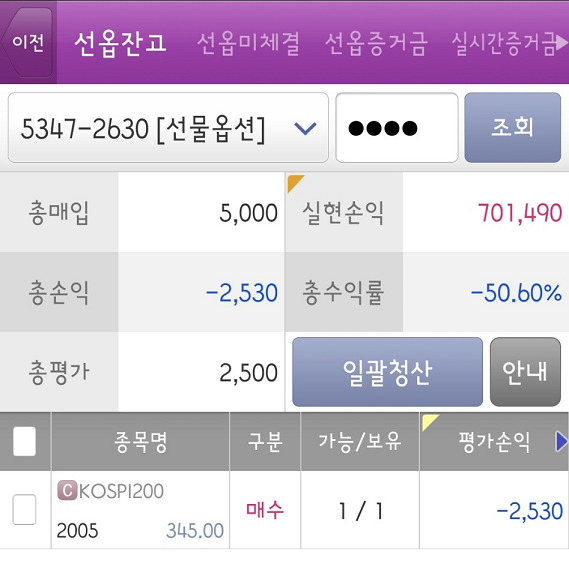 이전 선옵잔고 선옵미체결 선옵증거금 실시간증거금
5347-2630 [선물옵션] ●●●● 조회
총매입 5,000 실현손익 701,490
총손익 -2,530 총수익률 -50.60%
총평가 2,500 일괄청산 안내
종목명 구분 가능/보유 평가손익
C KOSPI200
매수 1 / 1 -2,530
2005 345.00